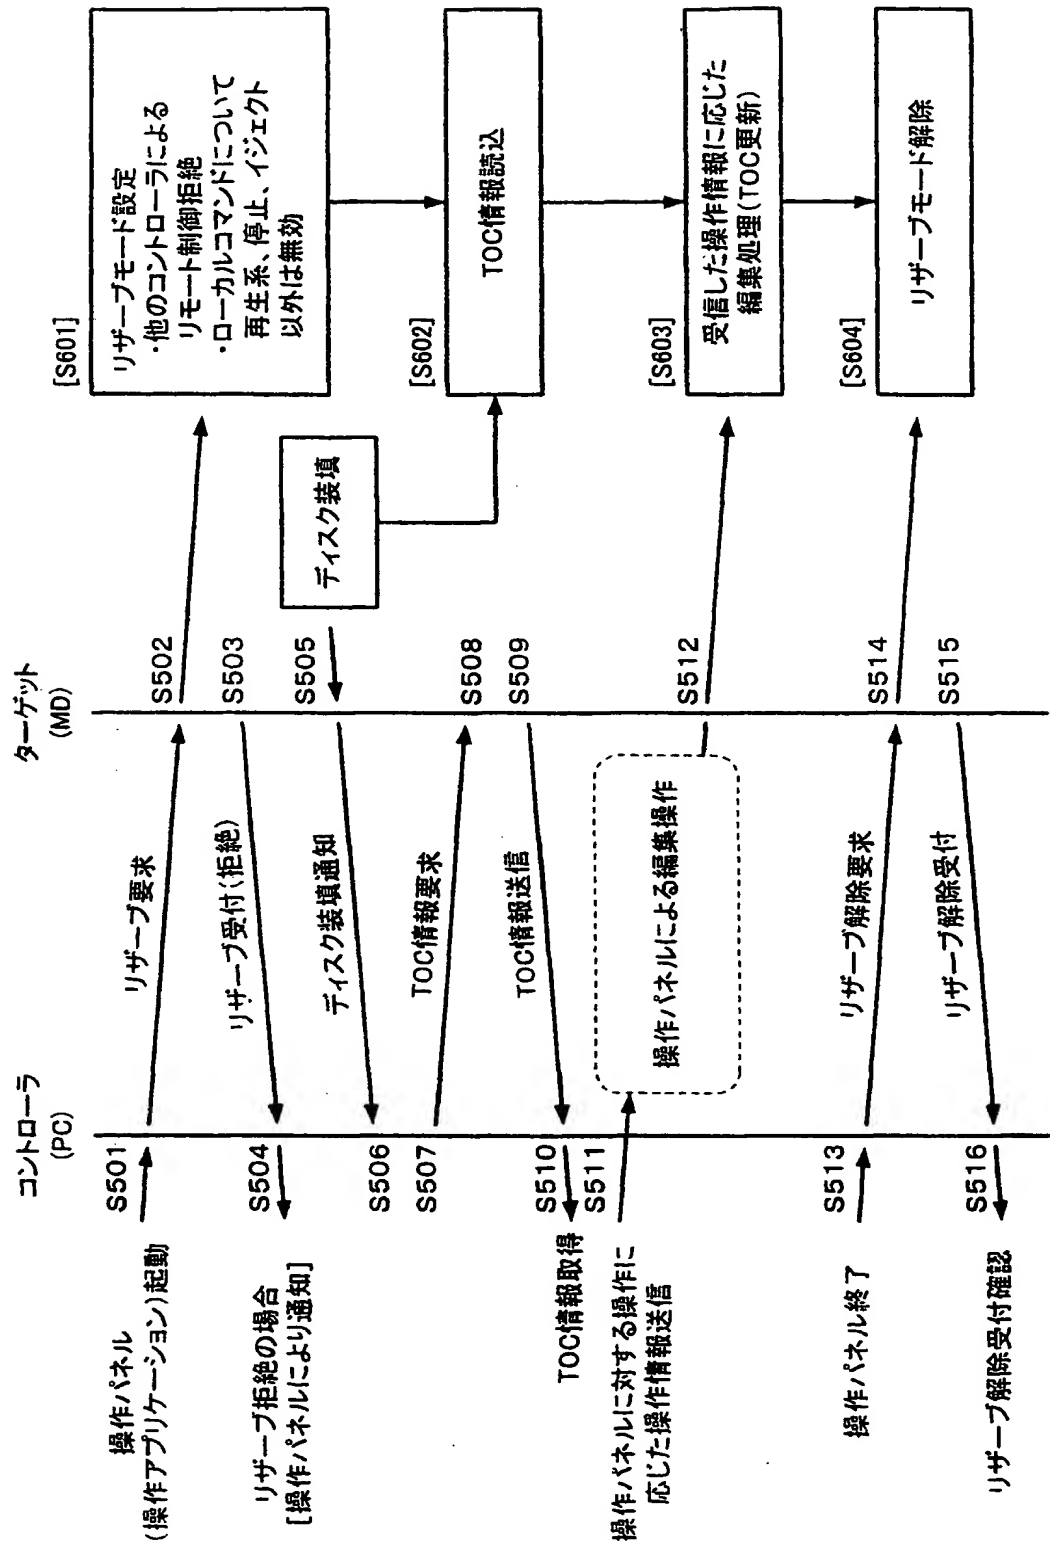 コントローラ
(PC)
ターゲット
(MD)
操作パネル
(操作アプリケーション)起動
S501
リザーブ要求
S502
[S601]
リザーブモード設定
・他のコントローラによる
リモート制御拒絶
・ローカルコマンドについて
再生系、停止、イジェクト
以外は無効
リザーブ拒絶の場合
[操作パネルにより通知]
S504
リザーブ受付(拒絶)
S503
S506
ディスク装填通知
S505
ディスク装填
S507
TOC情報要求
S508
[S602]
TOC情報読込
TOC情報取得
S510
TOC情報送信
S509
操作パネルに対する操作に
応じた操作情報送信
S511
操作パネルによる編集操作
S512
[S603]
受信した操作情報に応じた
編集処理(TOC更新)
操作パネル終了
S513
リザーブ解除要求
S514
[S604]
リザーブモード解除
リザーブ解除受付確認
S516
リザーブ解除受付
S515